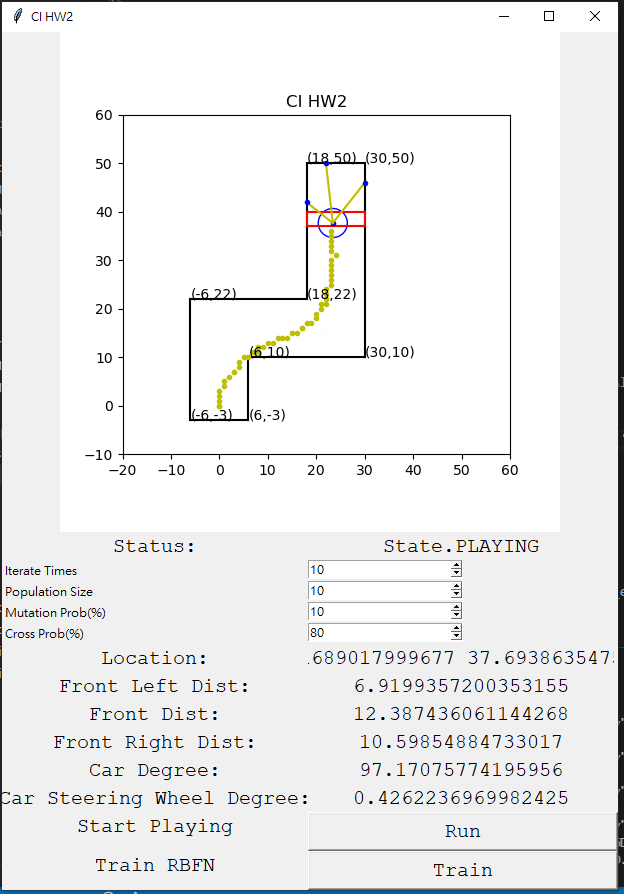 CI HW2
CI HW2
60
50
40
30
20
10
0
−10
−20 −10 0 10 20 30 40 50 60
(18,50) (30,50)
(-6,22) (18,22)
(6,10) (30,10)
(-6,-3) (6,-3)
Status: State.PLAYING
Iterate Times 10
Population Size 10
Mutation Prob(%) 10
Cross Prob(%) 80
Location: .689017999677 37.6938635475
Front Left Dist: 6.9199357200353155
Front Dist: 12.387436061144268
Front Right Dist: 10.59854884733017
Car Degree: 97.17075774195956
Car Steering Wheel Degree: 0.4262236969982425
Start Playing Run
Train RBFN Train